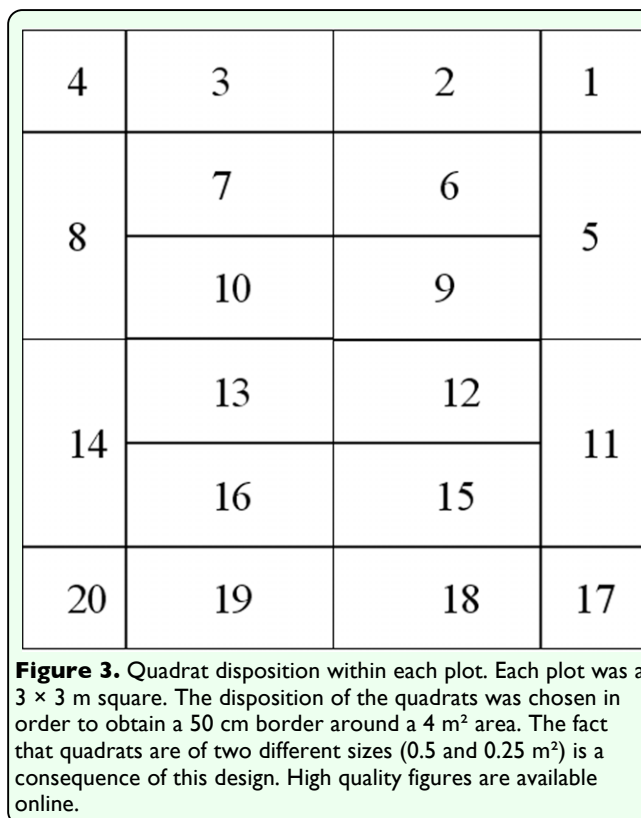 4 3 2 1
7 6
8 5
10 9
13 12
14 11
16 15
20 19 18 17
Figure 3. Quadrat disposition within each plot. Each plot was a
3 × 3 m square. The disposition of the quadrats was chosen in
order to obtain a 50 cm border around a 4 m² area. The fact
that quadrats are of two different sizes (0.5 and 0.25 m²) is a
consequence of this design. High quality figures are available
online.